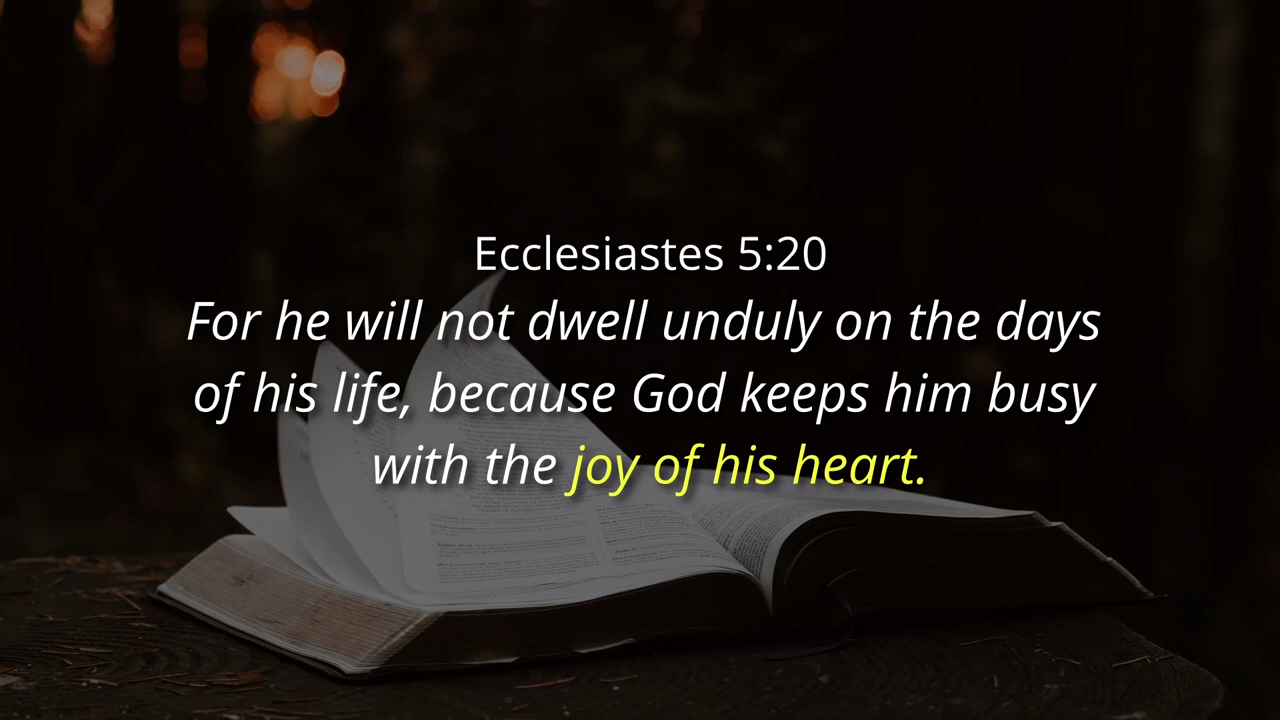 Ecclesiastes 5:20
For he will not dwell unduly on the days
of his life, because God keeps him busy
with the joy of his heart.